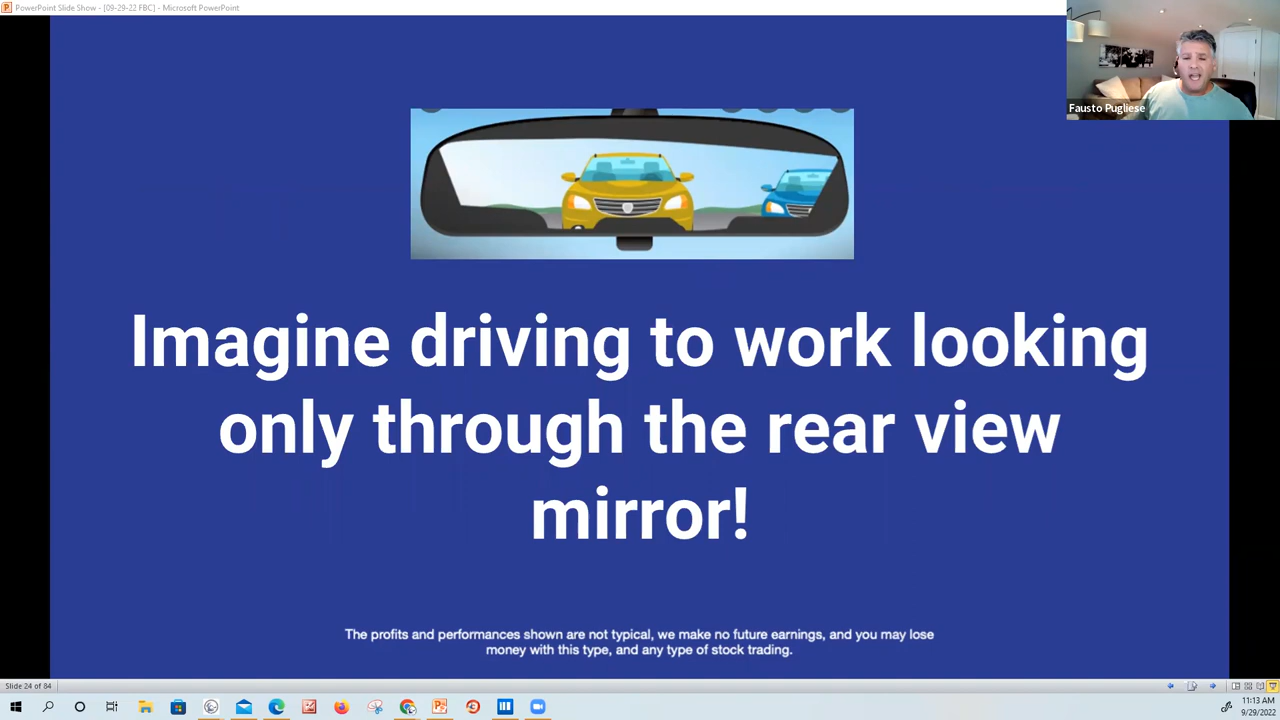 PowerPoint Slide Show - [09-29-22 FBC] - Microsoft PowerPoint
Fausto Pugliese
Imagine driving to work looking
only through the rear view
mirror!
The profits and performances shown are not typical, we make no future earnings, and you may lose
money with this type, and any type of stock trading.
Slide 24 of 84
11:13 AM
9/29/2022